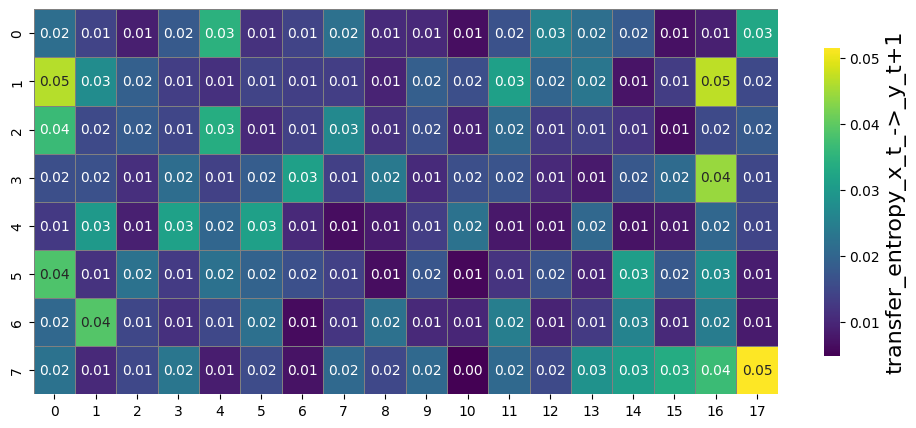 0 0.02 0.01 0.01 0.02 0.03 0.01 0.01 0.02 0.01 0.01 0.01 0.02 0.03 0.02 0.02 0.01 0.01 0.03
1 0.05 0.03 0.02 0.01 0.01 0.01 0.01 0.01 0.01 0.02 0.02 0.03 0.02 0.02 0.01 0.01 0.05 0.02
2 0.04 0.02 0.02 0.01 0.03 0.01 0.01 0.03 0.01 0.02 0.01 0.02 0.01 0.01 0.01 0.01 0.02 0.02
3 0.02 0.02 0.01 0.02 0.01 0.02 0.03 0.01 0.02 0.01 0.02 0.02 0.01 0.01 0.02 0.02 0.04 0.01
4 0.01 0.03 0.01 0.03 0.02 0.03 0.01 0.01 0.01 0.01 0.02 0.01 0.01 0.02 0.01 0.01 0.02 0.01
5 0.04 0.01 0.02 0.01 0.02 0.02 0.02 0.01 0.01 0.02 0.01 0.01 0.02 0.01 0.03 0.02 0.03 0.01
6 0.02 0.04 0.01 0.01 0.01 0.02 0.01 0.01 0.02 0.01 0.01 0.02 0.01 0.01 0.03 0.01 0.02 0.01
7 0.02 0.01 0.01 0.02 0.01 0.02 0.01 0.02 0.02 0.02 0.00 0.02 0.02 0.03 0.03 0.03 0.04 0.05
0 1 2 3 4 5 6 7 8 9 10 11 12 13 14 15 16 17
0.05
0.04
0.03
0.02
0.01
transfer_entropy_x_t_->_y_t+1